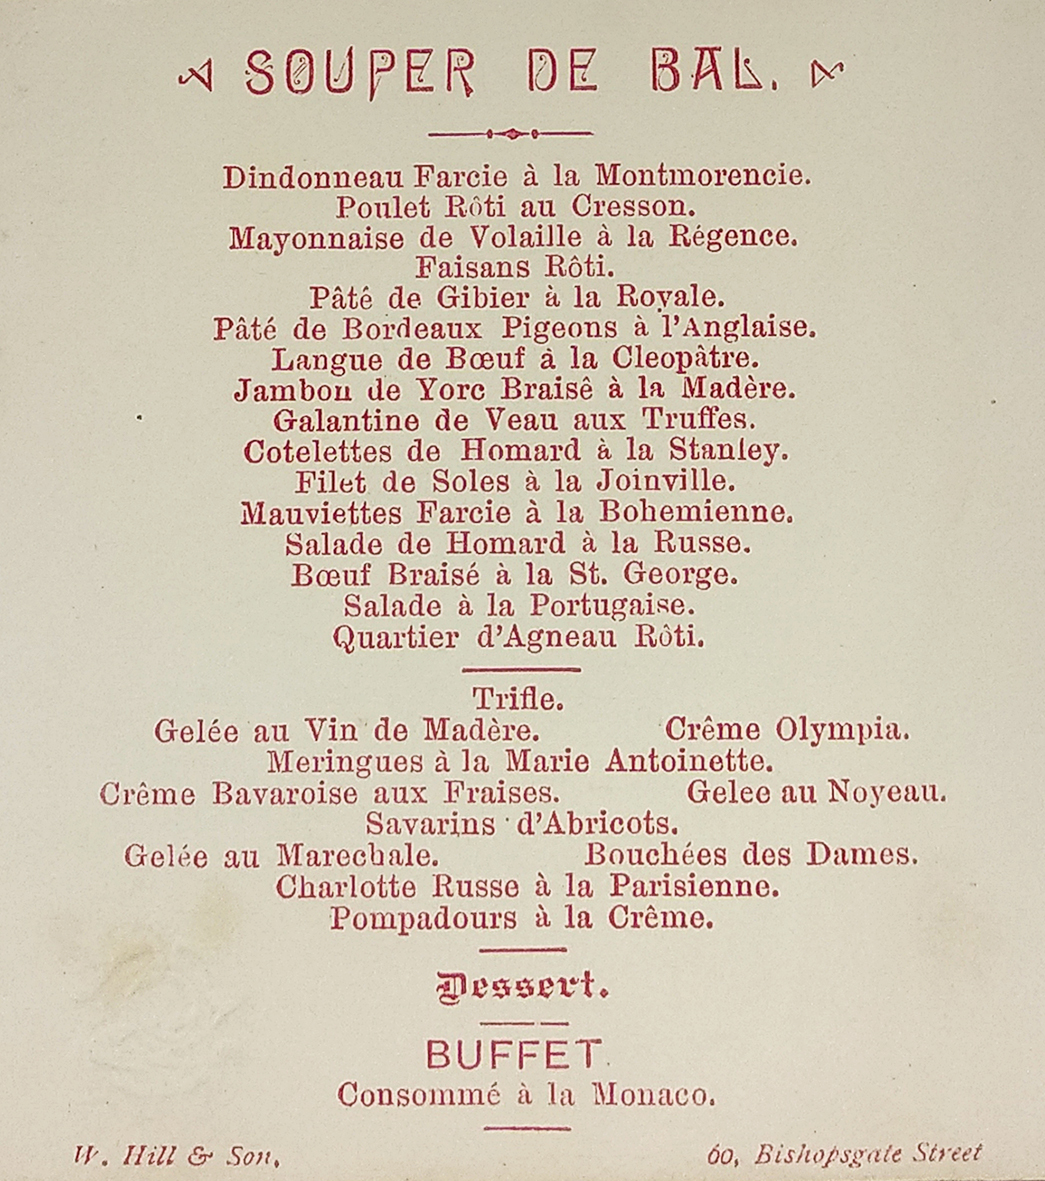 SOUPER DE BAL.
Dindonneau Farcie à la Montmorencie.
Poulet Rôti au Cresson.
Mayonnaise de Volaille à la Régence.
Faisans Rôti.
Pâté de Gibier à la Royale.
Pâté de Bordeaux Pigeons à l'Anglaise.
Langue de Bœuf à la Cleopâtre.
Jambon de Yorc Braisê à la Madère.
Galantine de Veau aux Truffes.
Cotelettes de Homard à la Stanley.
Filet de Soles à la Joinville.
Mauviettes Farcie à la Bohemienne.
Salade de Homard à la Russe.
Bœuf Braisé à la St. George.
Salade à la Portugaise.
Quartier d'Agneau Rôti.
Trifle.
Gelée au Vin de Madère. Crême Olympia.
Meringues à la Marie Antoinette.
Crême Bavaroise aux Fraises. Gelee au Noyeau.
Savarins d'Abricots.
Gelée au Marechale. Bouchées des Dames.
Charlotte Russe à la Parisienne.
Pompadours à la Crême.
Dessert.
BUFFET.
Consommé à la Monaco.
W. Hill & Son, 60, Bishopsgate Street